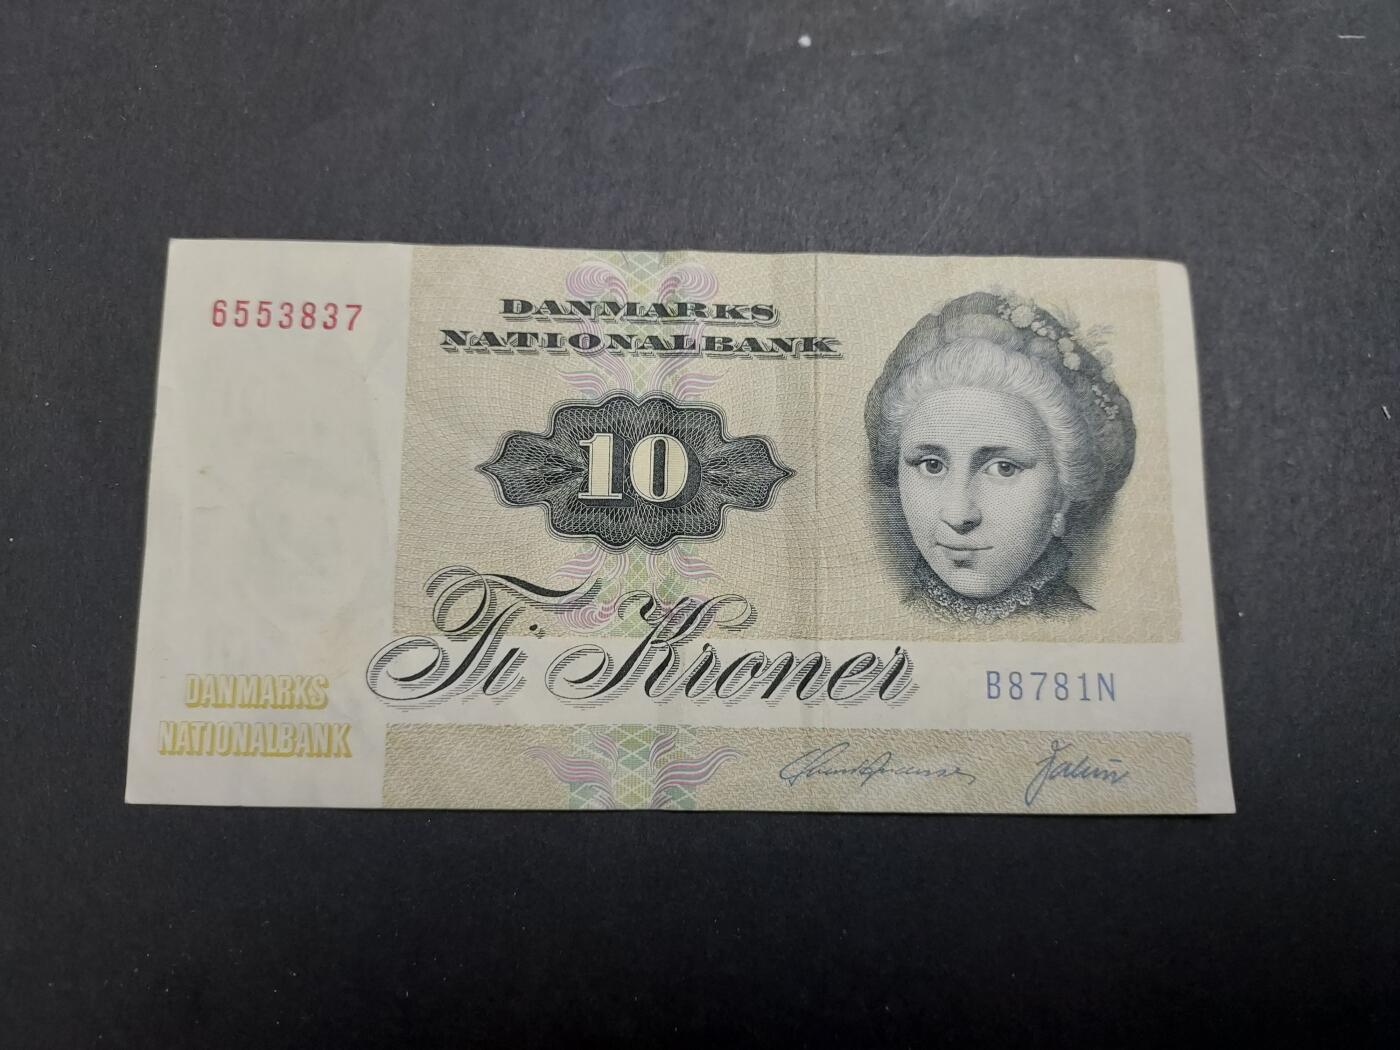 6553837
DANMARKS
NATIONALBANK
10
Ti Kroner
B8781N
DANMARKS
NATIONALBANK